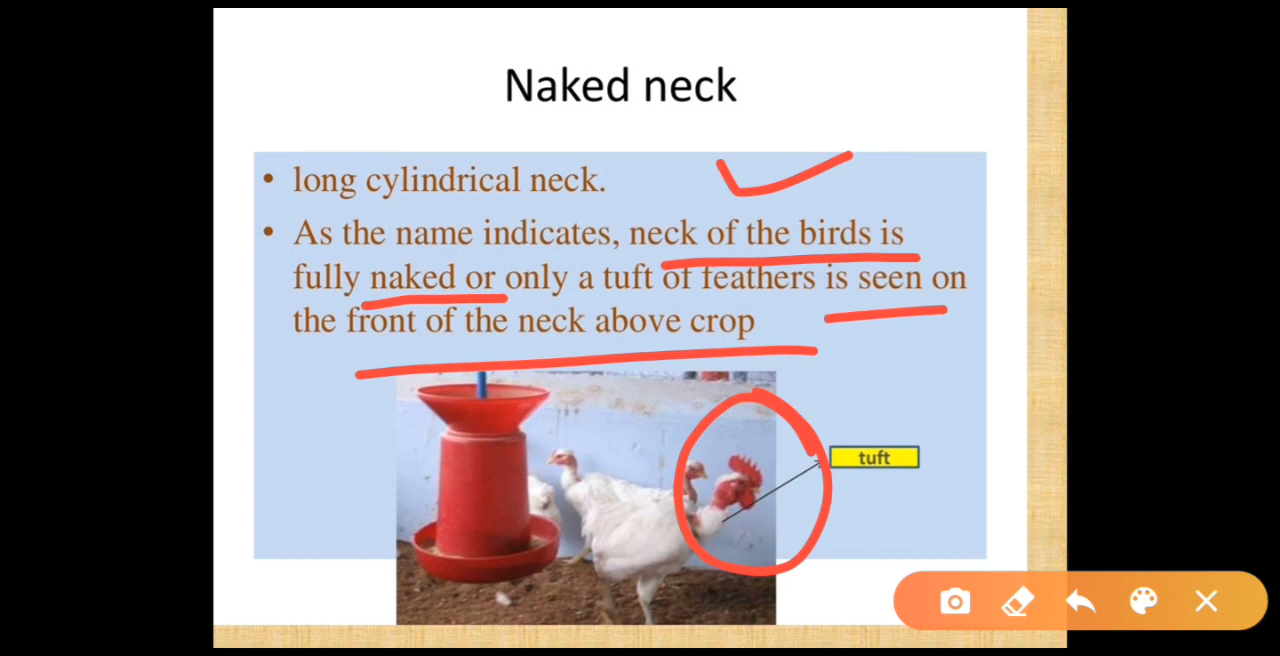 Naked neck
• long cylindrical neck.
• As the name indicates, neck of the birds is
fully naked or only a tuft of feathers is seen on
the front of the neck above crop
tuft